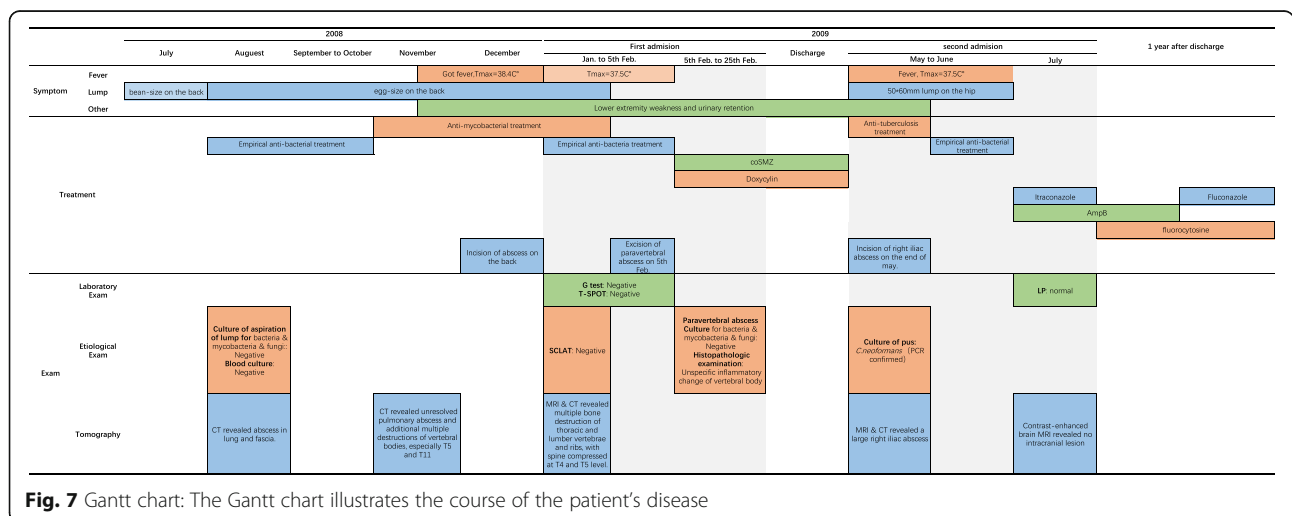 2008
2009
July
Auguest
September to October
November
December
First admision
Discharge
second admision
1 year after discharge
Jan. to 5th Feb.
5th Feb. to 25th Feb.
May to June
July
Symptom
Fever
Got fever,Tmax=38.4C°
Tmax=37.5C°
Fever, Tmax=37.5C°
Lump
bean-size on the back
egg-size on the back
50*60mm lump on the hip
Other
Lower extremity weakness and urinary retention
Treatment
Anti-mycobacterial treatment
Anti-tuberculosis
treatment
Empirical anti-bacterial treatment
Empirical anti-bacteria treatment
Empirical anti-bacterial
treatment
coSMZ
Doxycylin
Itraconazole
Fluconazole
AmpB
fluorocytosine
Incision of abscess on
the back
Excision of
paravertebral
abscess on 5th
Feb.
Incision of right iliac
abscess on the end of
may.
Exam
Laboratory
Exam
G test: Negative
T-SPOT: Negative
LP: normal
Etiological
Exam
Culture of aspiration
of lump for bacteria &
mycobacteria & fungi::
Negative
Blood culture:
Negative
SCLAT: Negative
Paravertebral abscess
Culture for bacteria &
mycobacteria & fungi:
Negative
Histopathologic
examination:
Unspecific inflammatory
change of vertebral body
Culture of pus:
C.neoformans (PCR
confirmed)
Tomography
CT revealed abscess in
lung and fascia.
CT revealed unresolved
pulmonary abscess and
additional multiple
destructions of vertebral
bodies, especially T5
and T11
MRI & CT revealed
multiple bone
destruction of
thoracic and
lumber vertebrae
and ribs, with
spine compressed
at T4 and T5 level.
MRI & CT revealed a
large right iliac abscess
Contrast-enhanced
brain MRI revealed no
intracranial lesion
Fig. 7 Gantt chart: The Gantt chart illustrates the course of the patient's disease